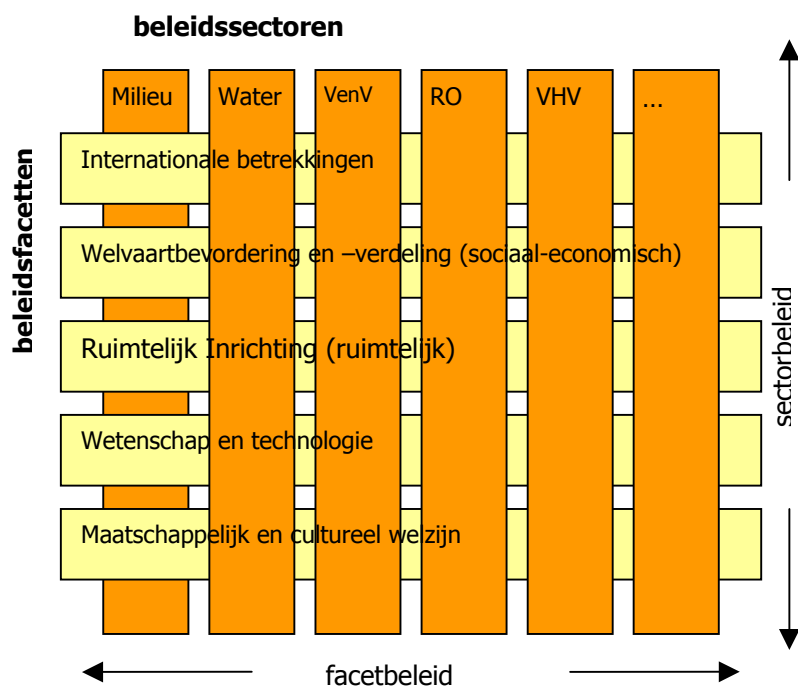 beleidssectoren
Milieu Water VenV RO VHV ...
beleidsfacetten
Internationale betrekkingen
Welvaartbevordering en –verdeling (sociaal-economisch)
Ruimtelijk Inrichting (ruimtelijk)
Wetenschap en technologie
Maatschappelijk en cultureel welzijn
sectorbeleid
facetbeleid